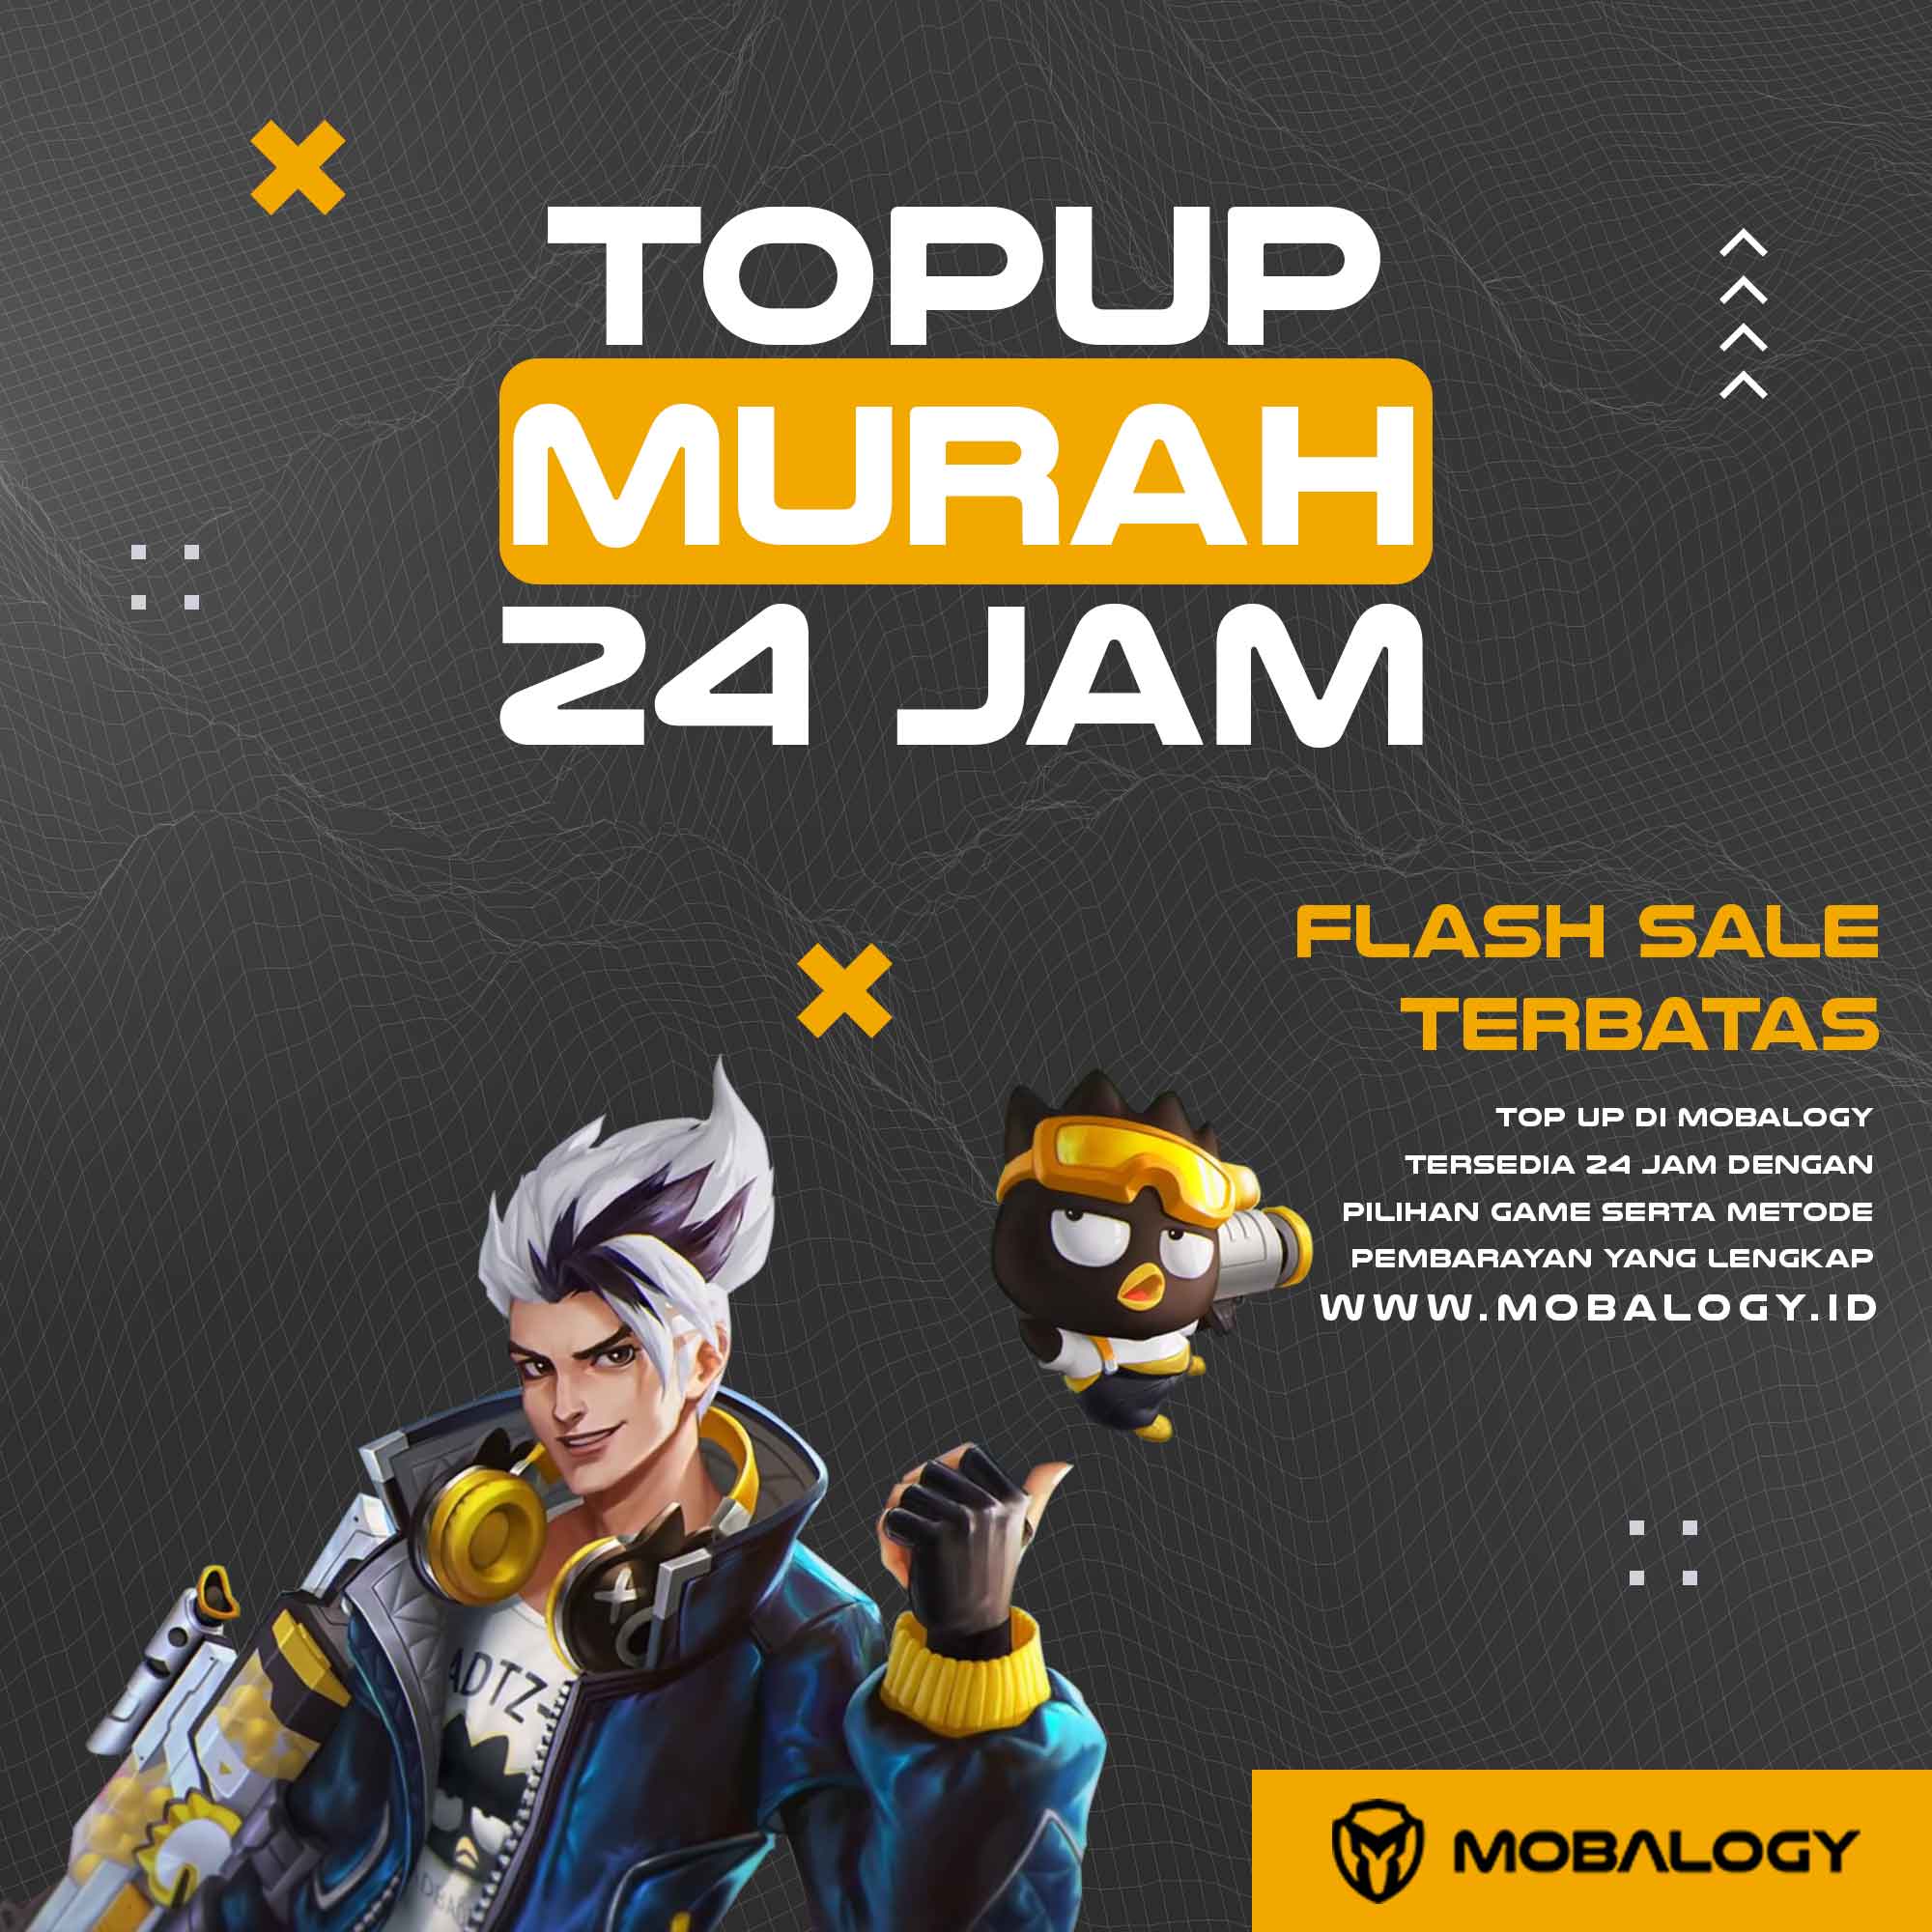 TOPUP
MURAH
24 JAM
FLASH SALE
TERBATAS
TOP UP DI MOBALOGY
TERSEDIA 24 JAM DENGAN
PILIHAN GAME SERTA METODE
PEMBARAYAN YANG LENGKAP
WWW.MOBALOGY.ID
ADTZ
MOBALOGY